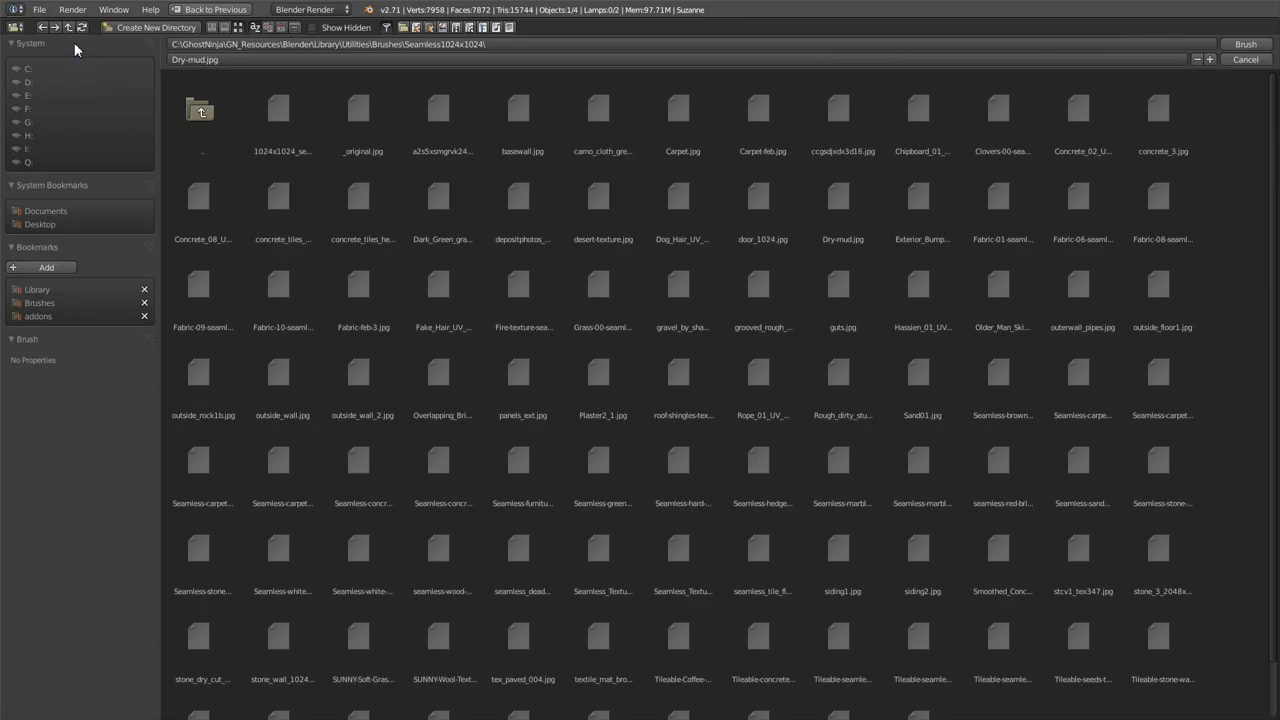 File Render Window Help Back to Previous Blender Render v2.71 | Verts:7958 | Faces:7872 | Tris:15744 | Objects:1/4 | Lamps:0/2 | Mem:97.71M | Suzanne
Create New Directory Show Hidden
System
C:
D:
E:
F:
G:
H:
I:
Q:
System Bookmarks
Documents
Desktop
Bookmarks
Add
Library
Brushes
addons
Brush
No Properties
C:\GhostNinja\GN_Resources\Blender\Library\Utilities\Brushes\Seamless1024x1024\ Brush
Dry-mud.jpg Cancel
.. 1024x1024_se... _original.jpg a2s5xsmgrvk24... basewall.jpg camo_cloth_gre... Carpet.jpg Carpet-feb.jpg ccgsdjxdx3d16.jpg Chipboard_01_... Clovers-00-sea... Concrete_02_U... concrete_3.jpg
Concrete_08_U... concrete_tiles_... concrete_tiles_he... Dark_Green_gra... depositphotos_... desert-texture.jpg Dog_Hair_UV_... door_1024.jpg Dry-mud.jpg Exterior_Bump... Fabric-01-seaml... Fabric-06-seaml... Fabric-08-seaml...
Fabric-09-seaml... Fabric-10-seaml... Fabric-feb-3.jpg Fake_Hair_UV_... Fire-texture-sea... Grass-00-seaml... gravel_by_sha... grooved_rough_... guts.jpg Hassien_01_UV... Older_Man_Ski... outerwall_pipes.jpg outside_floor1.jpg
outside_rock1b.jpg outside_wall.jpg outside_wall_2.jpg Overlapping_Bri... panels_ext.jpg Plaster2_1.jpg roof-shingles-tex... Rope_01_UV_... Rough_dirty_stu... Sand01.jpg Seamless-brown... Seamless-carpe... Seamless-carpet...
Seamless-carpet... Seamless-carpet... Seamless-concr... Seamless-concr... Seamless-furnitu... Seamless-green... Seamless-hard-... Seamless-hedge... Seamless-marbl... Seamless-marbl... seamless-red-bri... Seamless-sand... Seamless-stone-...
Seamless-stone... Seamless-white... Seamless-white-... seamless-wood-... seamless_dead... Seamless_Textu... Seamless_Textu... seamless_tile_fl... siding1.jpg siding2.jpg Smoothed_Conc... stcv1_tex347.jpg stone_3_2048x...
stone_dry_cut_... stone_wall_1024... SUNNY-Soft-Gras... SUNNY-Wool-Text... tex_paved_004.jpg textile_mat_bro... Tileable-Coffee-... Tileable-concrete... Tileable-seamle... Tileable-seamle... Tileable-seamle... Tileable-seeds-t... Tileable-stone-wa...